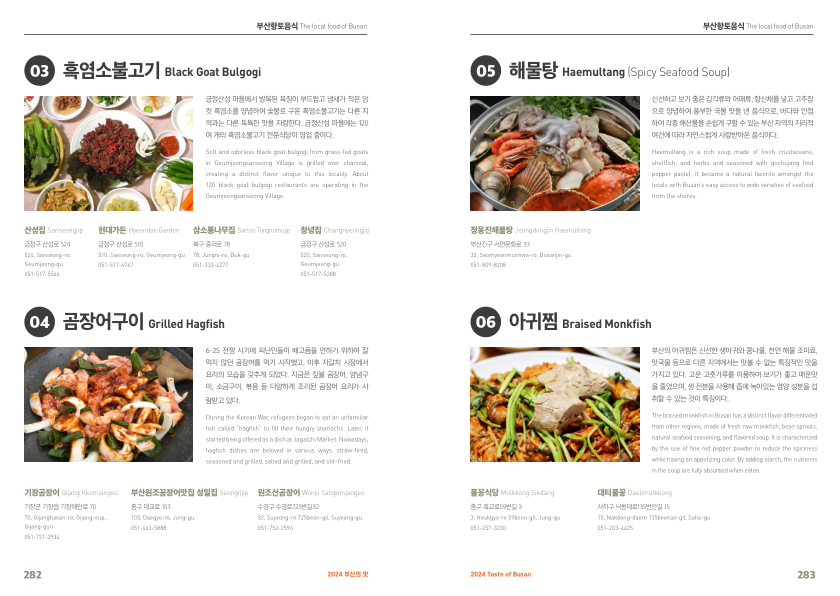 부산향토음식 The local food of Busan
03 흑염소불고기 Black Goat Bulgogi
금정산성 마을에서 방목된 육질이 부드럽고 냄새가 적은 암
컷 흑염소를 양념하여 숯불로 구운 흑염소불고기는 다른 지
역과는 다른 독특한 맛을 자랑한다. 금정산성 마을에는 120
여 개의 흑염소불고기 전문식당이 영업 중이다.
Soft and odorless black goat bulgogi from grass-fed goats
in Geumjeongsanseong Village is grilled over charcoal,
creating a distinct flavor unique to this locality. About
120 black goat bulgogi restaurants are operating in the
Geumjeongsanseong Village.
산성집 Sanseongjip
금정구 산성로 524
524, Sanseong-ro,
Geumjeong-gu
051-517-5546
현대가든 Hyeondae Garden
금정구 산성로 510
510, Sanseong-ro, Geumjeong-gu
051-517-6767
삼소통나무집 Samso Tongnamujip
북구 중리로 78
78, Jungni-ro, Buk-gu
051-333-4277
창녕집 Changnyeongjip
금정구 산성로 520
520, Sanseong-ro,
Geumjeong-gu
051-517-5288
04 곰장어구이 Grilled Hagfish
6·25 전쟁 시기에 피난민들이 배고픔을 면하기 위하여 잘
먹지 않던 곰장어를 먹기 시작했고, 이후 자갈치 시장에서
요리의 모습을 갖추게 되었다. 지금은 짚불 곰장어, 양념구
이, 소금구이, 볶음 등 다양하게 조리된 곰장어 요리가 사
랑받고 있다.
During the Korean War, refugees began to eat an unfamiliar
fish called "hagfish" to fill their hungry stomachs. Later, it
started being offered as a dish at Jagalchi Market. Nowadays,
hagfish dishes are beloved in various ways: straw-fired,
seasoned and grilled, salted and grilled, and stir-fried.
기장곰장어 Gijang Kkomjangeo
기장군 기장읍 기장해안로 70
70, Gijanghaean-ro, Gijang-eup,
Gijang-gun
051-721-2934
부산원조꼼장어맛집 성일집 Seongiljip
중구 대교로 103
103, Daegyo-ro, Jung-gu
051-463-5888
원조산곰장어 Wonjo Sangomjangeo
수영구 수영로725번길32
32, Suyeong-ro 725beon-gil, Suyeong-gu
051-752-2596
282
2024 부산의 맛
부산향토음식 The local food of Busan
05 해물탕 Haemultang (Spicy Seafood Soup)
신선하고 보기 좋은 갑각류와 어패류, 향신채를 넣고 고추장
으로 양념하여 풍부한 국물 맛을 낸 음식으로, 바다와 인접
하여 각종 해산물을 손쉽게 구할 수 있는 부산 지역의 지리적
여건에 따라 자연스럽게 사랑받아온 음식이다.
Haemultang is a rich soup made of fresh crustaceans,
shellfish, and herbs and seasoned with gochujang (red
pepper paste). It became a natural favorite amongst the
locals with Busan's easy access to wide varieties of seafood
from the shores.
정동진해물탕 Jeongdongjin Haemultang
부산진구 서면문화로 33
33, Seomyeonmunhwa-ro, Busanjin-gu
051-809-8208
06 아귀찜 Braised Monkfish
부산의 아귀찜은 신선한 생아귀와 콩나물, 천연 해물 조미료,
맛국물 등으로 다른 지역에서는 맛볼 수 없는 특징적인 맛을
가지고 있다. 고운 고춧가루를 이용하여 보기가 좋고 매운맛
을 줄였으며, 생 전분을 사용해 즙에 녹아있는 영양 성분을 섭
취할 수 있는 것이 특징이다.
The braised monkfish in Busan has a distinct flavor differentiated
from other regions, made of fresh raw monkfish, bean sprouts,
natural seafood seasoning, and flavored soup. It is characterized
by the use of fine red pepper powder to reduce the spiciness
while having an appetizing color. By adding starch, the nutrients
in the soup are fully absorbed when eaten.
물꽁식당 Mulkkong Sikdang
중구 흑교로59번길 3
3, Heukgyo-ro 59beon-gil, Jung-gu
051-257-3230
대티물꽁 Daetimulkkong
사하구 낙동대로135번안길 15
15, Nakdong-daero 135beonan-gil, Saha-gu
051-203-4425
2024 Taste of Busan
283